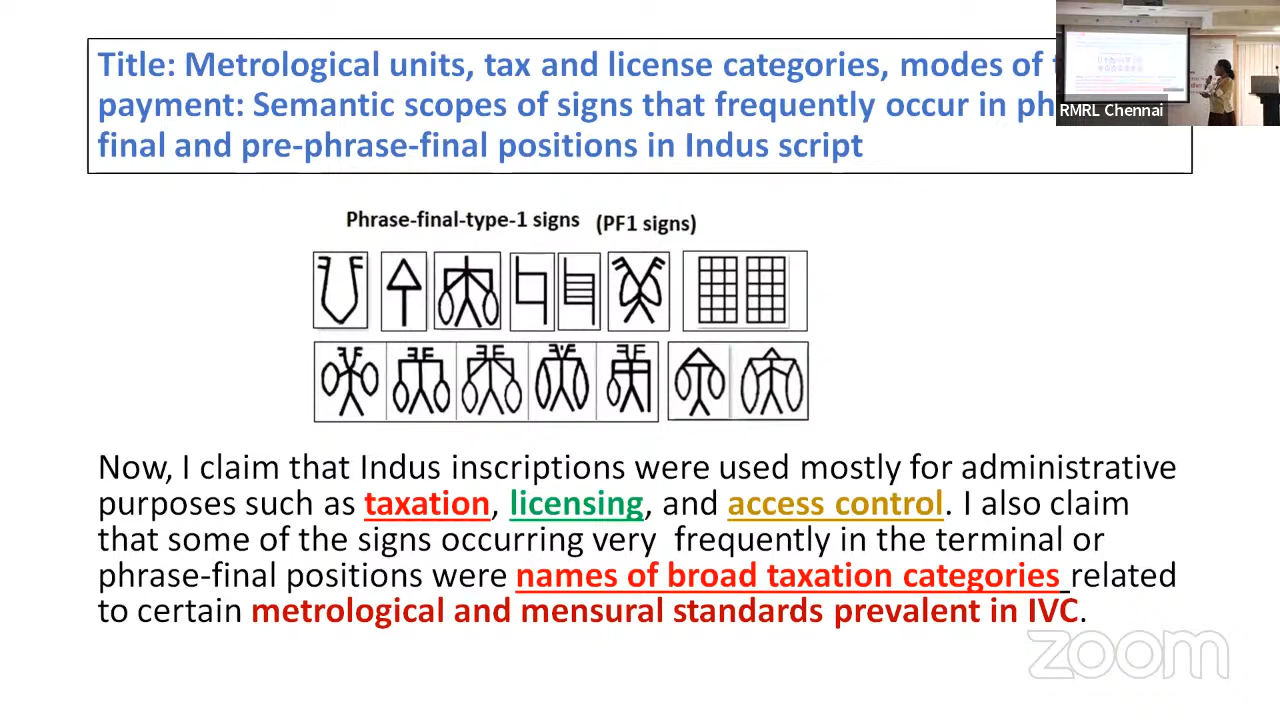 Title: Metrological units, tax and license categories, modes of
payment: Semantic scopes of signs that frequently occur in
final and pre-phrase-final positions in Indus script
RMRL Chennai
Phrase-final-type-1 signs (PF1 signs)
Now, I claim that Indus inscriptions were used mostly for administrative
purposes such as taxation, licensing, and access control. I also claim
that some of the signs occurring very frequently in the terminal or
phrase-final positions were names of broad taxation categories related
to certain metrological and mensural standards prevalent in IVC.
zoom